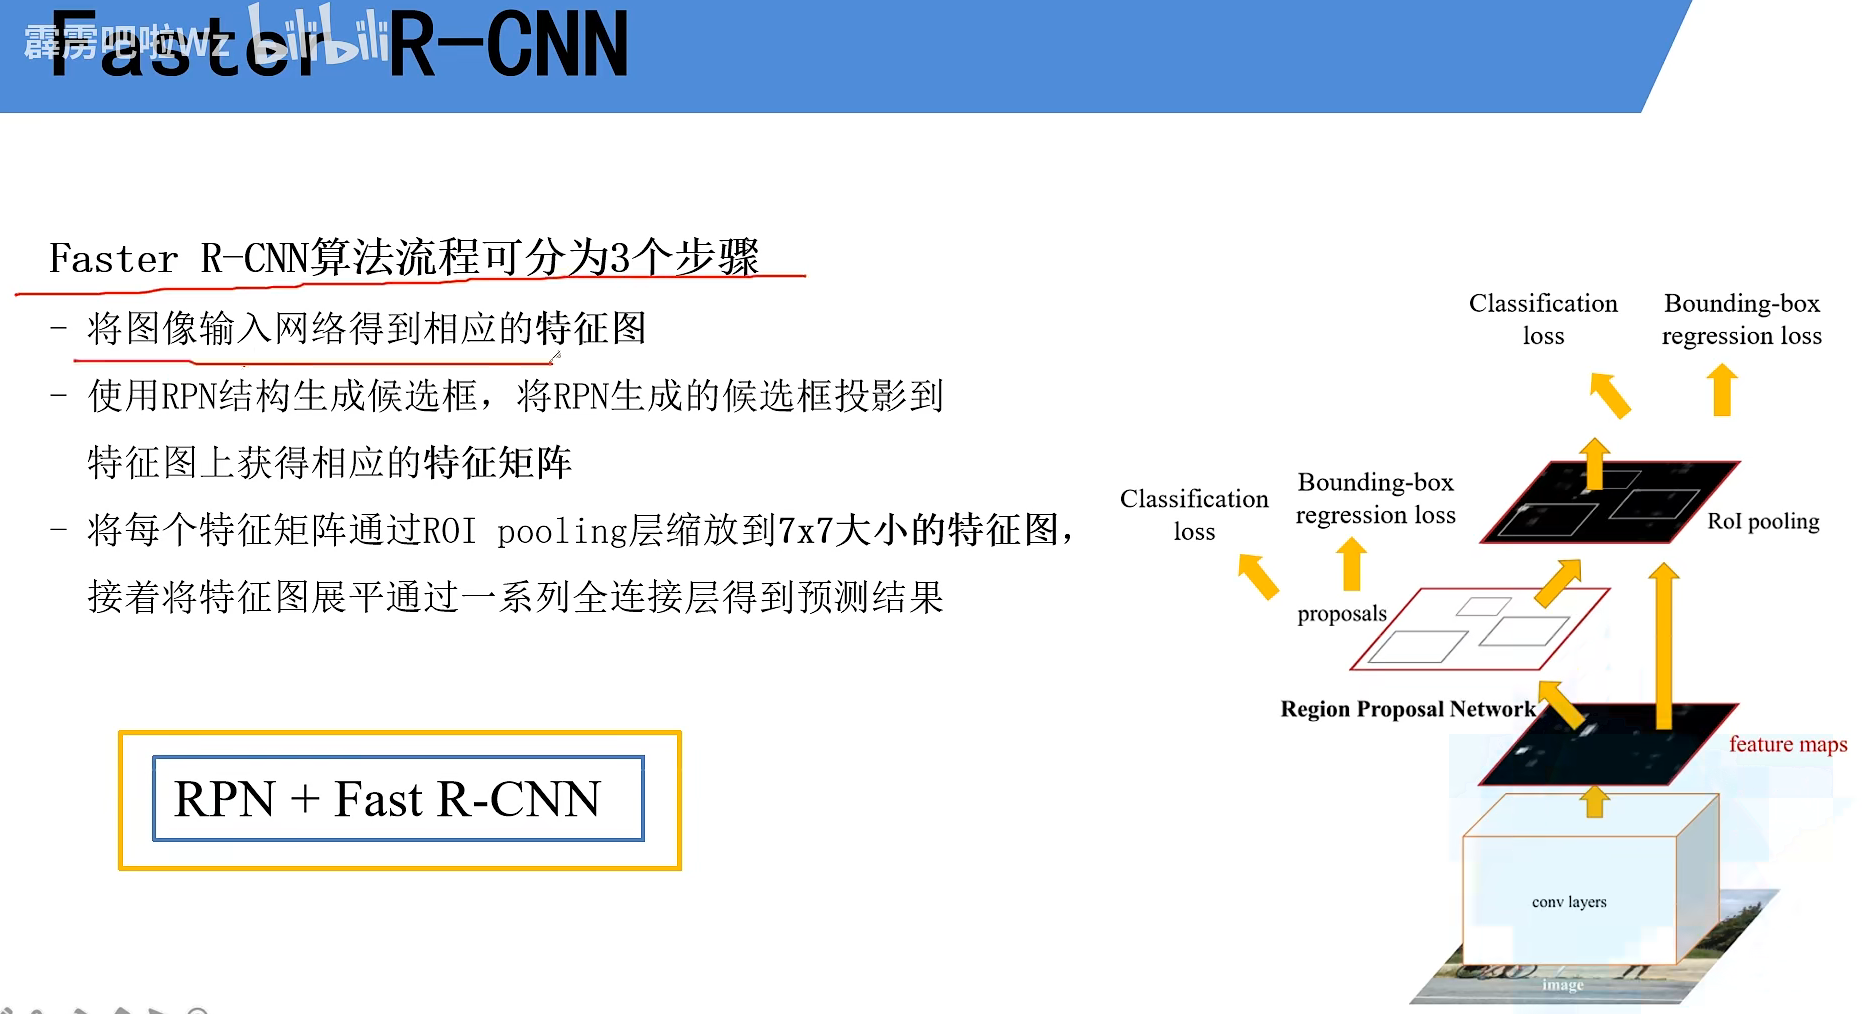 霹雳吧啦Wz bilibili
Faster R-CNN
Faster R-CNN算法流程可分为3个步骤
- 将图像输入网络得到相应的特征图
- 使用RPN结构生成候选框，将RPN生成的候选框投影到
特征图上获得相应的特征矩阵
- 将每个特征矩阵通过ROI pooling层缩放到7x7大小的特征图，
接着将特征图展平通过一系列全连接层得到预测结果
RPN + Fast R-CNN
Classification
loss
Bounding-box
regression loss
RoI pooling
Classification
loss
Bounding-box
regression loss
proposals
Region Proposal Network
feature maps
conv layers
image